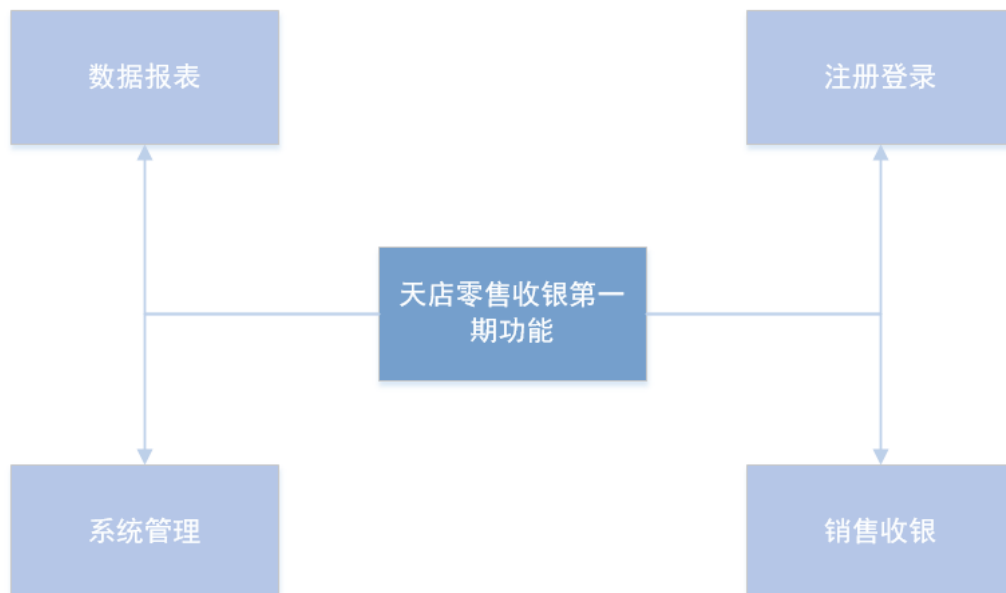 数据报表
注册登录
天店零售收银第一
期功能
系统管理
销售收银